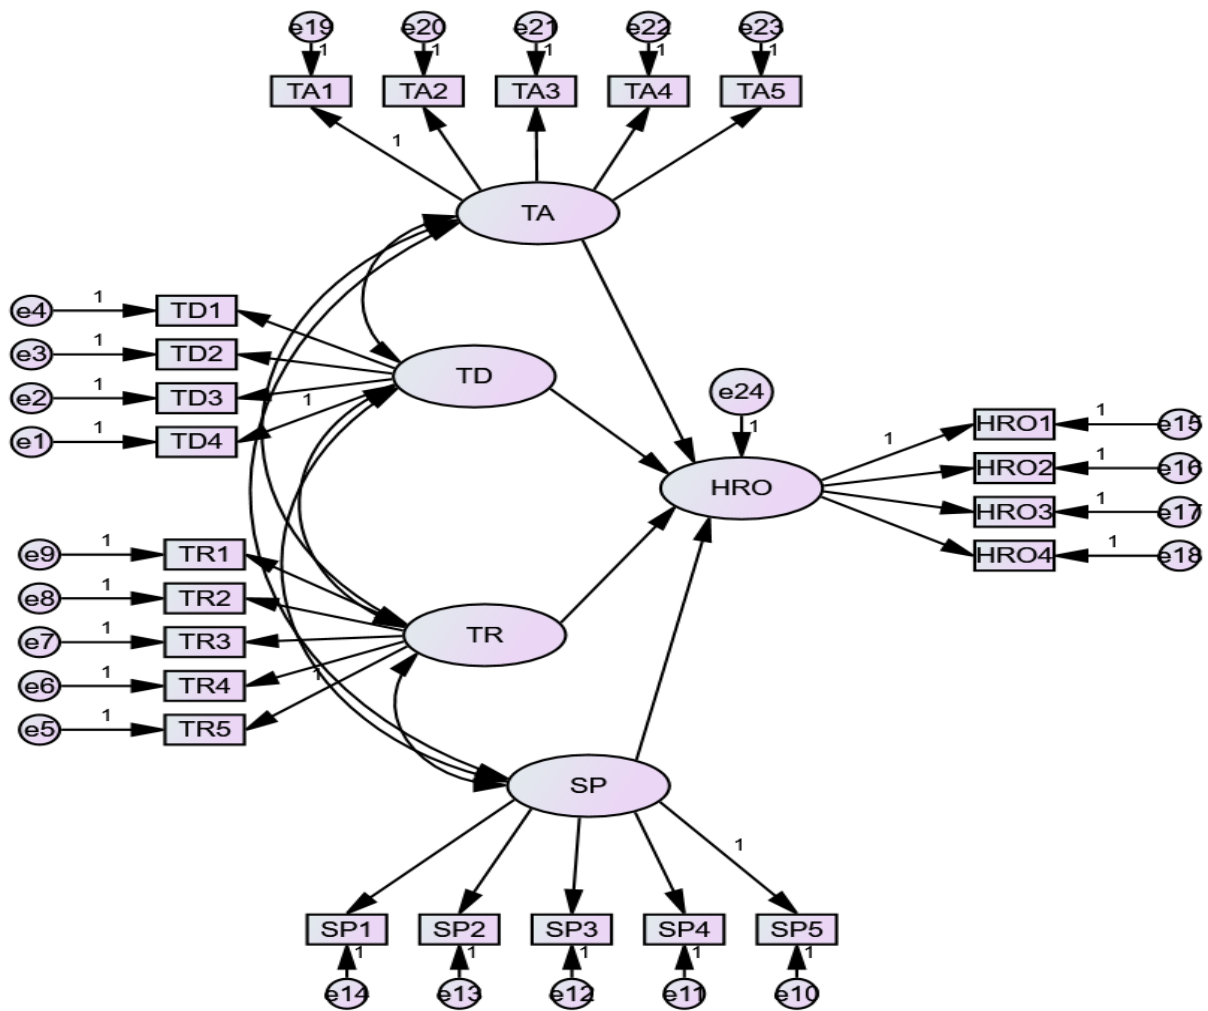 e19 e20 e21 e22 e23
1 1 1 1 1
TA1 TA2 TA3 TA4 TA5
1
TA
e4 1 TD1
e3 1 TD2
e2 1 TD3
e1 1 TD4
1
TD
e24
1
HRO
1
HRO1 1 e15
HRO2 1 e16
HRO3 1 e17
HRO4 1 e18
e9 1 TR1
e8 1 TR2
e7 1 TR3
e6 1 TR4
e5 1 TR5
1
TR
SP
1
SP1 SP2 SP3 SP4 SP5
1 1 1 1 1
e14 e13 e12 e11 e10